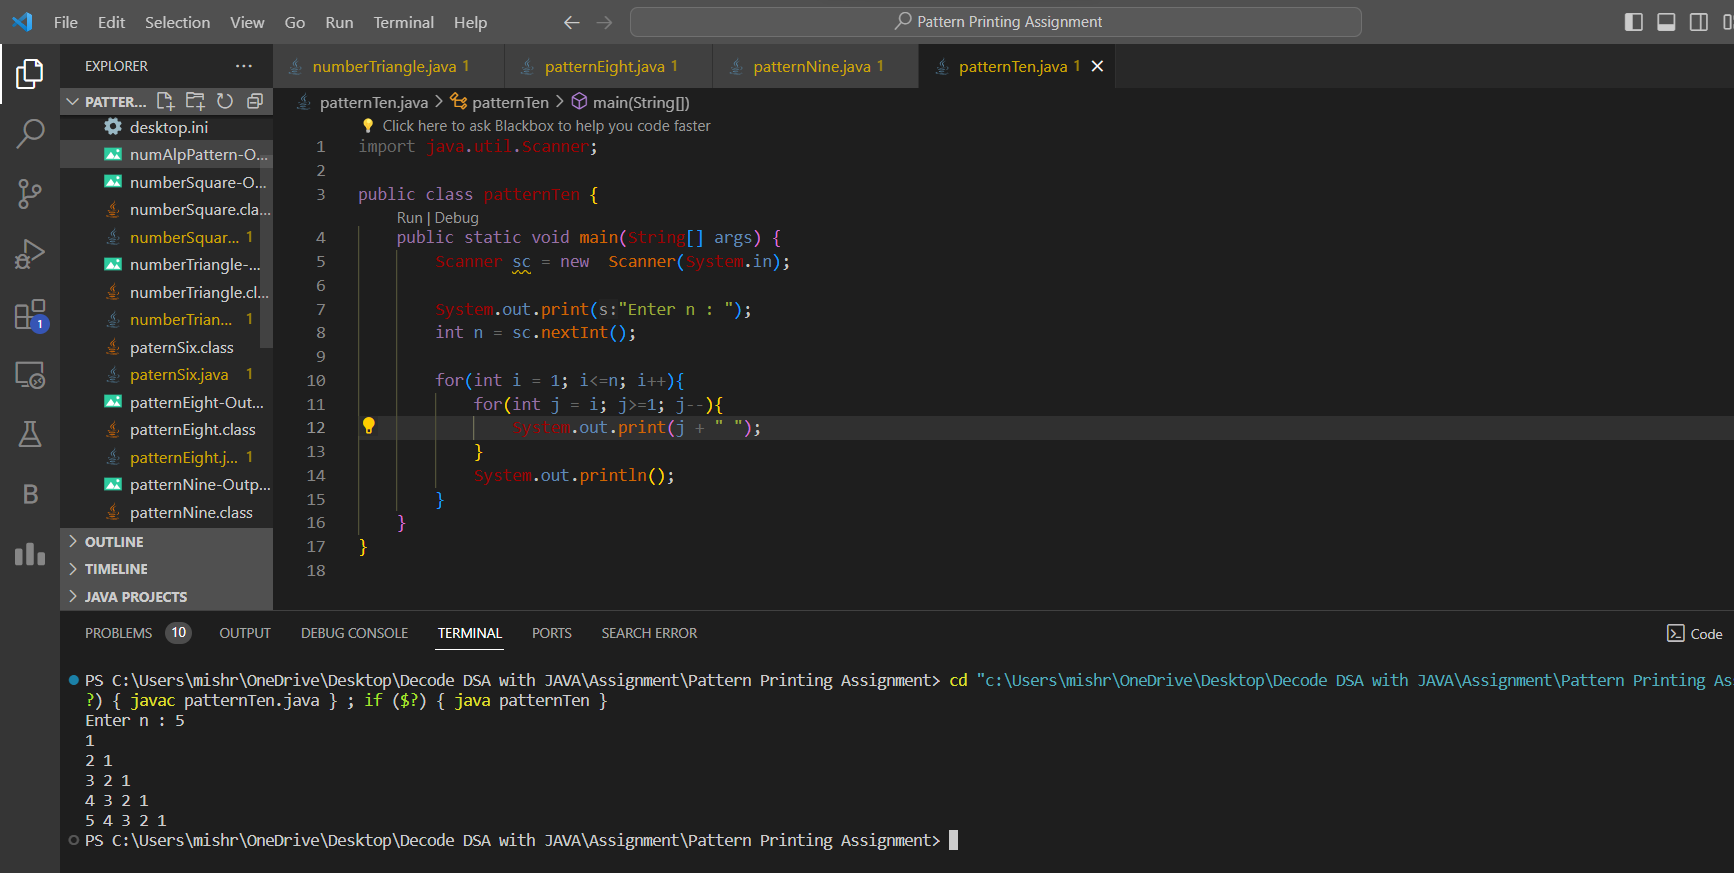 File Edit Selection View Go Run Terminal Help
Pattern Printing Assignment
EXPLORER
PATTER...
desktop.ini
numAlpPattern-O...
numberSquare-O...
numberSquare.cla...
numberSquar... 1
numberTriangle-...
numberTriangle.cl...
numberTrian... 1
paternSix.class
paternSix.java 1
patternEight-Out...
patternEight.class
patternEight.j... 1
patternNine-Outp...
patternNine.class
OUTLINE
TIMELINE
JAVA PROJECTS
1
B
numberTriangle.java 1 patternEight.java 1 patternNine.java 1 patternTen.java 1
patternTen.java > patternTen > main(String[])
Click here to ask Blackbox to help you code faster
1 import java.util.Scanner;
2
3 public class patternTen {
Run | Debug
4 public static void main(String[] args) {
5 Scanner sc = new  Scanner(System.in);
6
7 System.out.print(s:"Enter n : ");
8 int n = sc.nextInt();
9
10 for(int i = 1; i<=n; i++){
11 for(int j = i; j>=1; j--){
12 System.out.print(j + " ");
13 }
14 System.out.println();
15 }
16 }
17 }
18
PROBLEMS 10 OUTPUT DEBUG CONSOLE TERMINAL PORTS SEARCH ERROR
Code
PS C:\Users\mishr\OneDrive\Desktop\Decode DSA with JAVA\Assignment\Pattern Printing Assignment> cd "c:\Users\mishr\OneDrive\Desktop\Decode DSA with JAVA\Assignment\Pattern Printing As
?) { javac patternTen.java } ; if ($?) { java patternTen }
Enter n : 5
1
2 1
3 2 1
4 3 2 1
5 4 3 2 1
PS C:\Users\mishr\OneDrive\Desktop\Decode DSA with JAVA\Assignment\Pattern Printing Assignment>